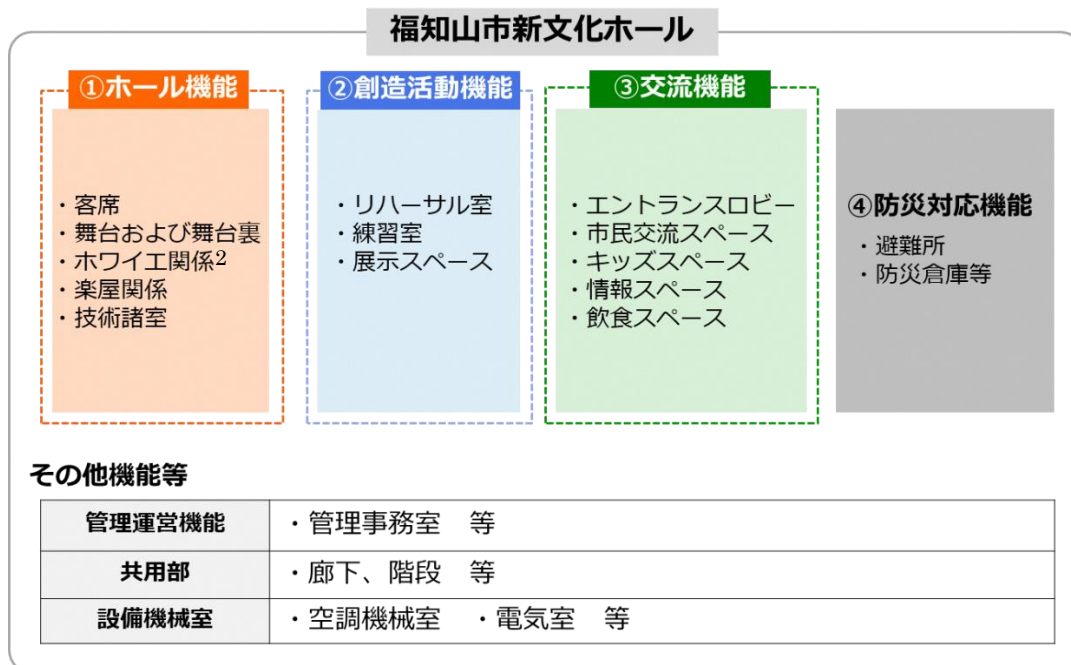 福知山市新文化ホール
①ホール機能
・客席
・舞台および舞台裏
・ホワイエ関係2
・楽屋関係
・技術諸室
②創造活動機能
・リハーサル室
・練習室
・展示スペース
③交流機能
・エントランスロビー
・市民交流スペース
・キッズスペース
・情報スペース
・飲食スペース
④防災対応機能
・避難所
・防災倉庫等
その他機能等
管理運営機能 ・管理事務室　等
共用部 ・廊下、階段　等
設備機械室 ・空調機械室　・電気室　等